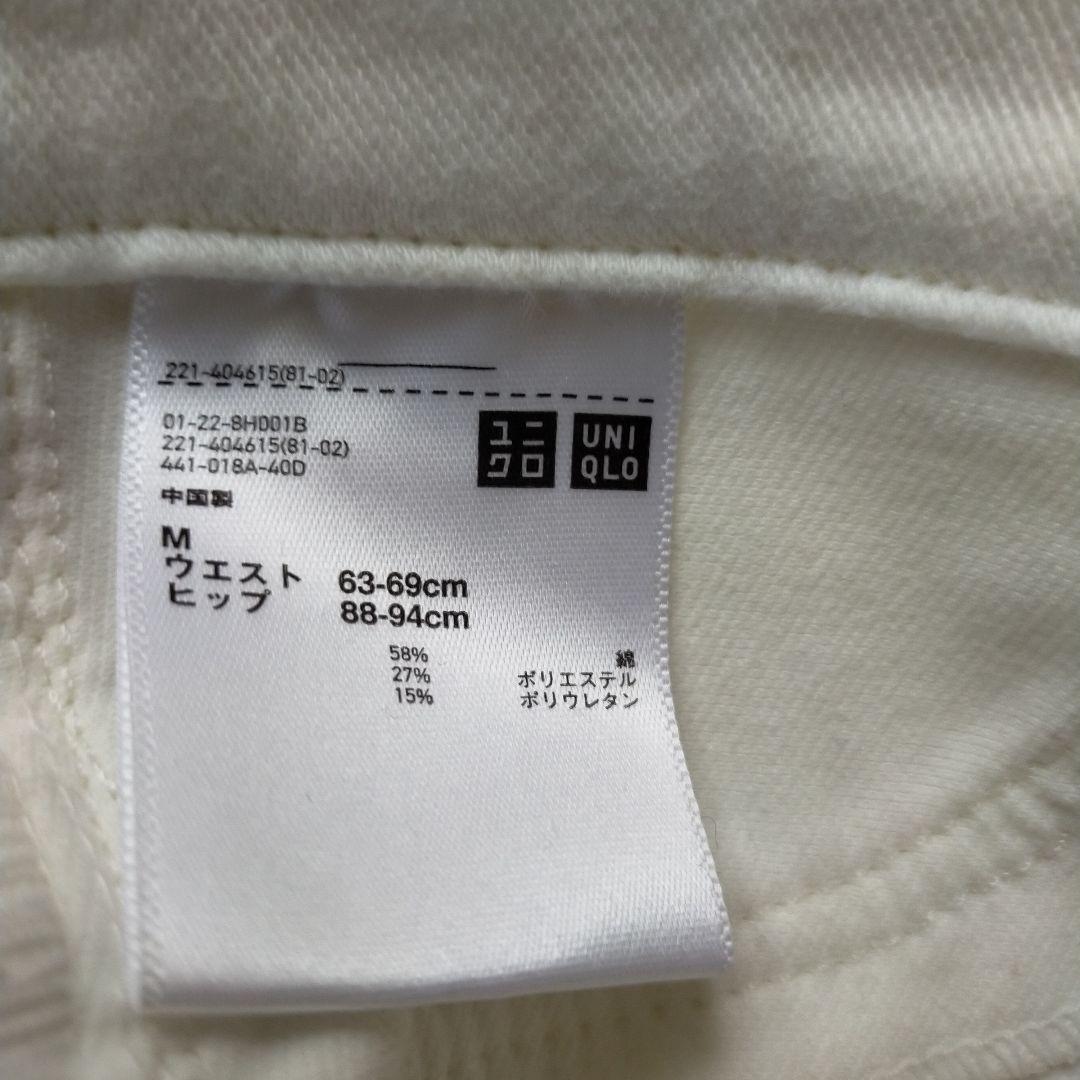 221-404615(81-02)
01-22-8H001B
221-404615(81-02)
441-018A-40D
中国製
ユニ
クロ
UNI
QLO
M
ウエスト 63-69cm
ヒップ 88-94cm
58% 綿
27% ポリエステル
15% ポリウレタン